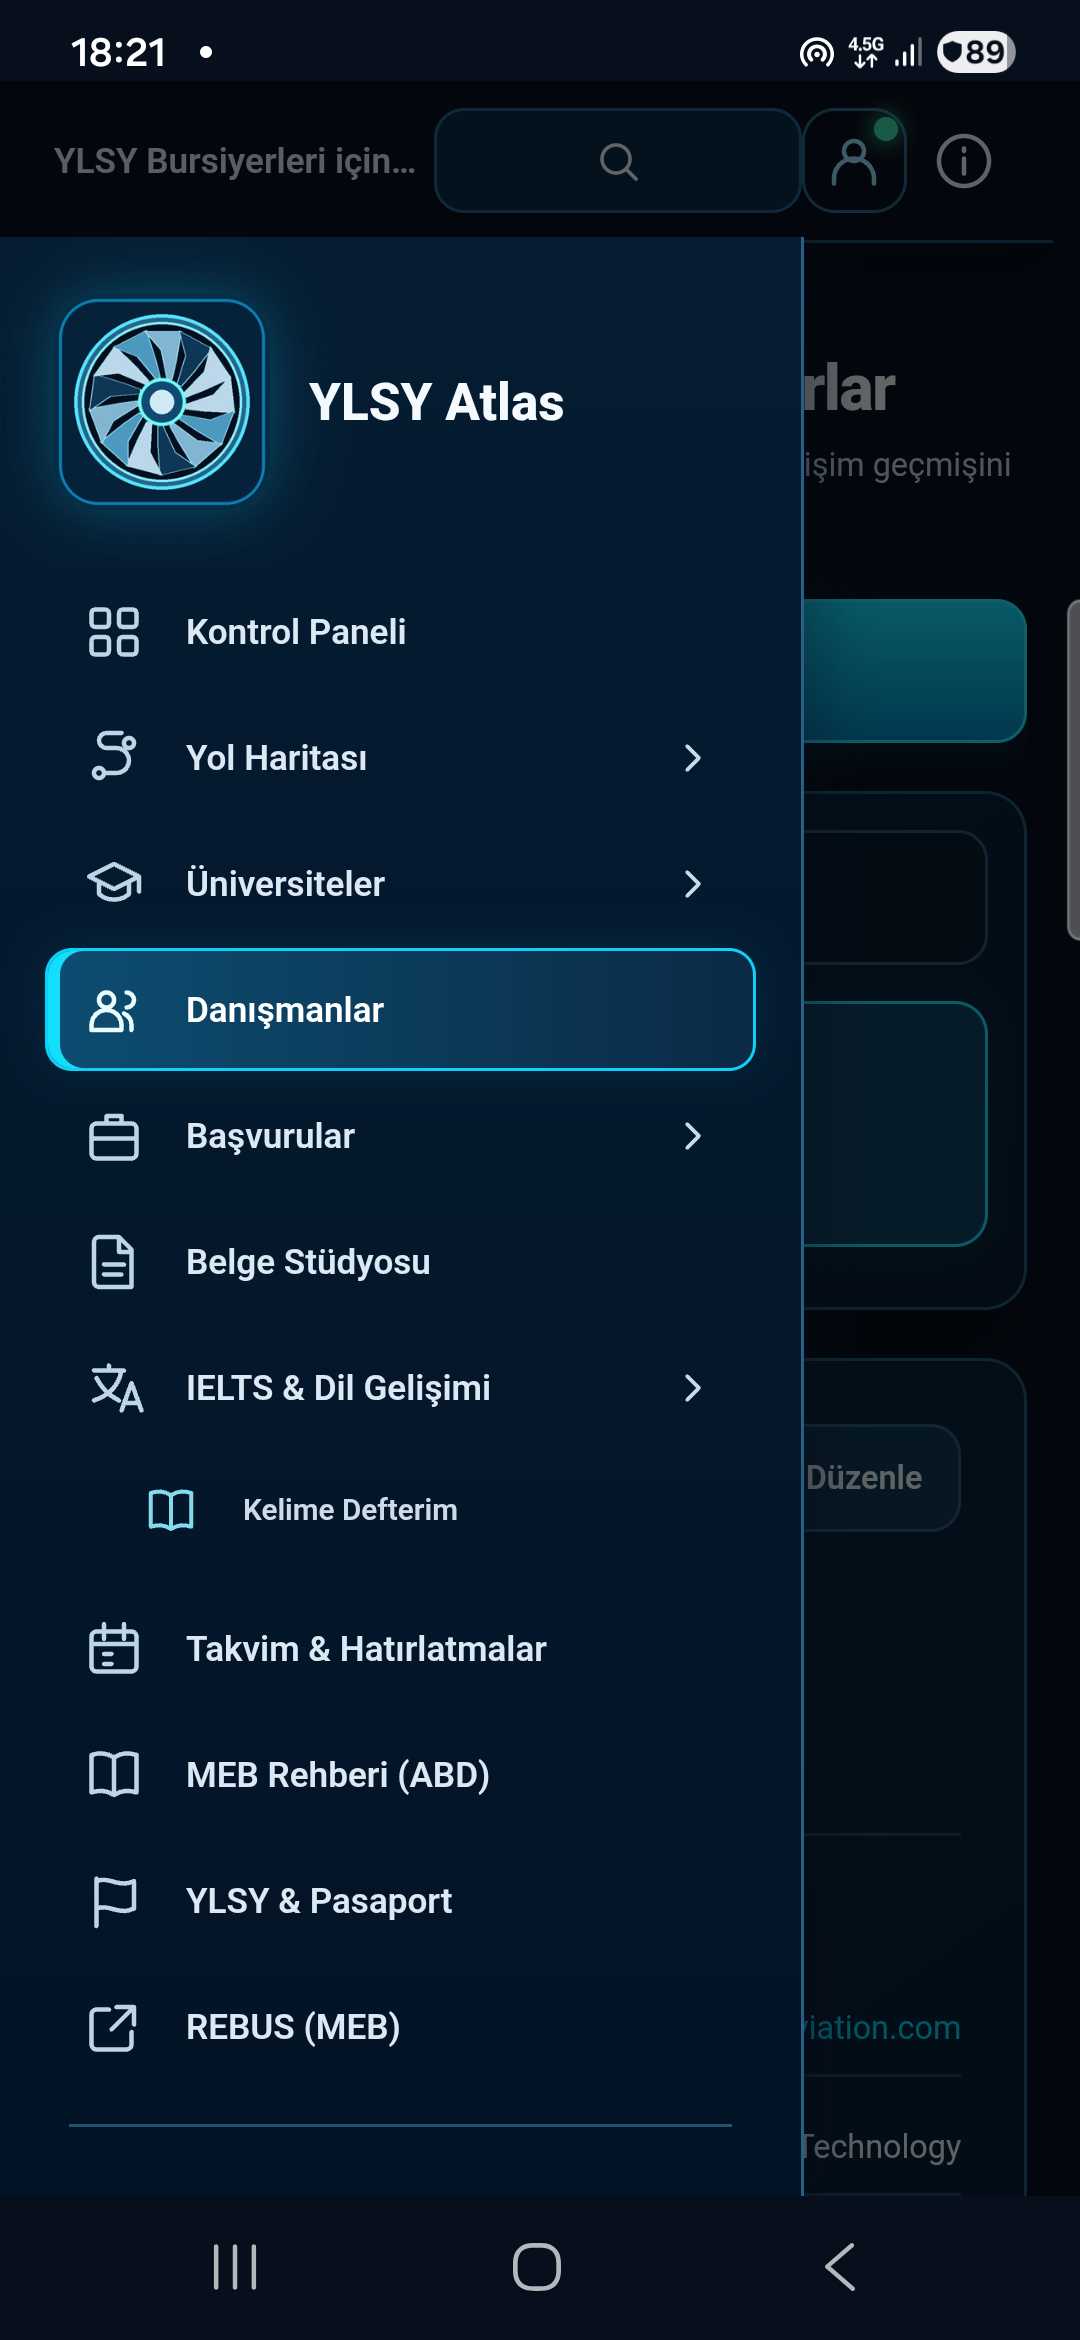 18:21
4.5G
89
YLSY Bursiyerleri için...
YLSY Atlas
rlar
işim geçmişini
Kontrol Paneli
Yol Haritası
Üniversiteler
Danışmanlar
Başvurular
Belge Stüdyosu
IELTS & Dil Gelişimi
Düzenle
Kelime Defterim
Takvim & Hatırlatmalar
MEB Rehberi (ABD)
YLSY & Pasaport
REBUS (MEB)
viation.com
Technology